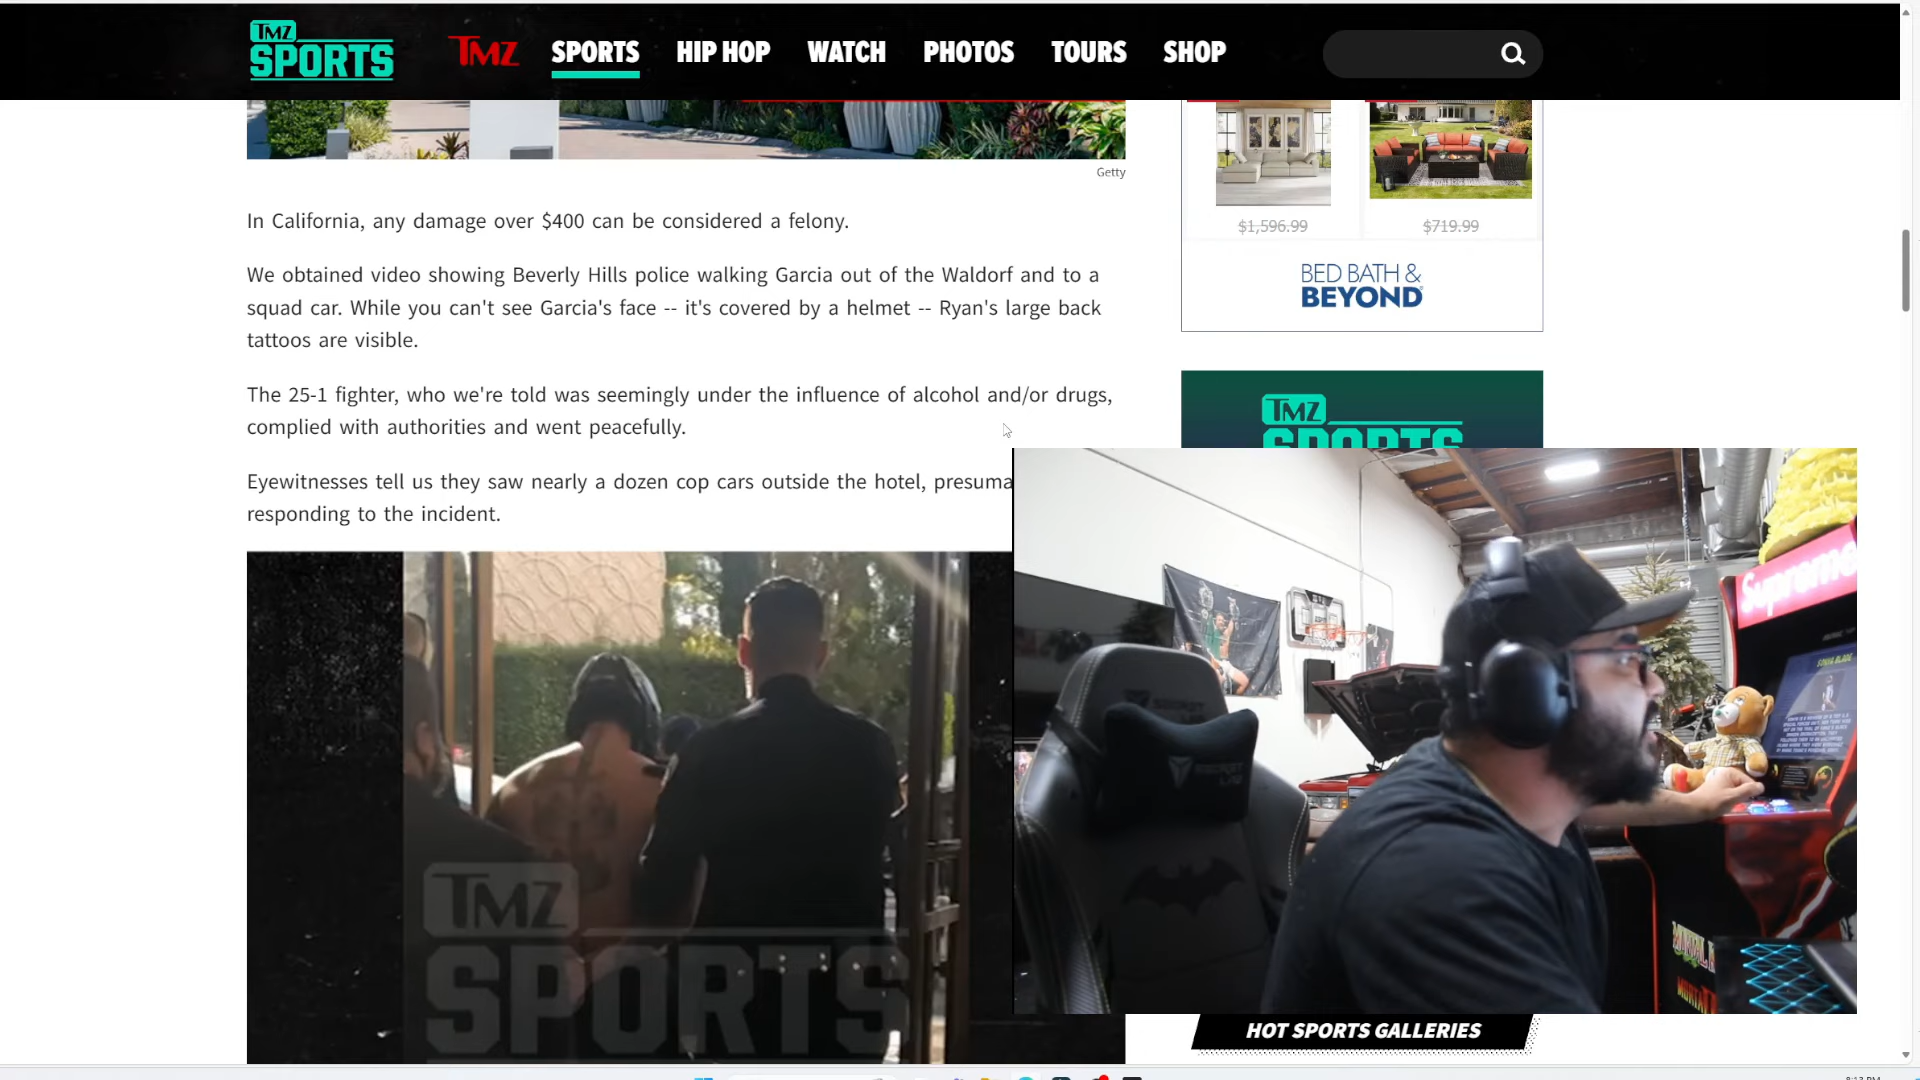 TMZ
SPORTS
TMZ
SPORTS
HIP HOP
WATCH
PHOTOS
TOURS
SHOP
Getty
In California, any damage over $400 can be considered a felony.
We obtained video showing Beverly Hills police walking Garcia out of the Waldorf and to a
squad car. While you can't see Garcia's face -- it's covered by a helmet -- Ryan's large back
tattoos are visible.
The 25-1 fighter, who we're told was seemingly under the influence of alcohol and/or drugs,
complied with authorities and went peacefully.
Eyewitnesses tell us they saw nearly a dozen cop cars outside the hotel, presuma
responding to the incident.
TMZ
SPORTS
$1,596.99
$719.99
BED BATH &
BEYOND
TMZ
SPORTS
Supreme
SECRET
LAB
HOT SPORTS GALLERIES